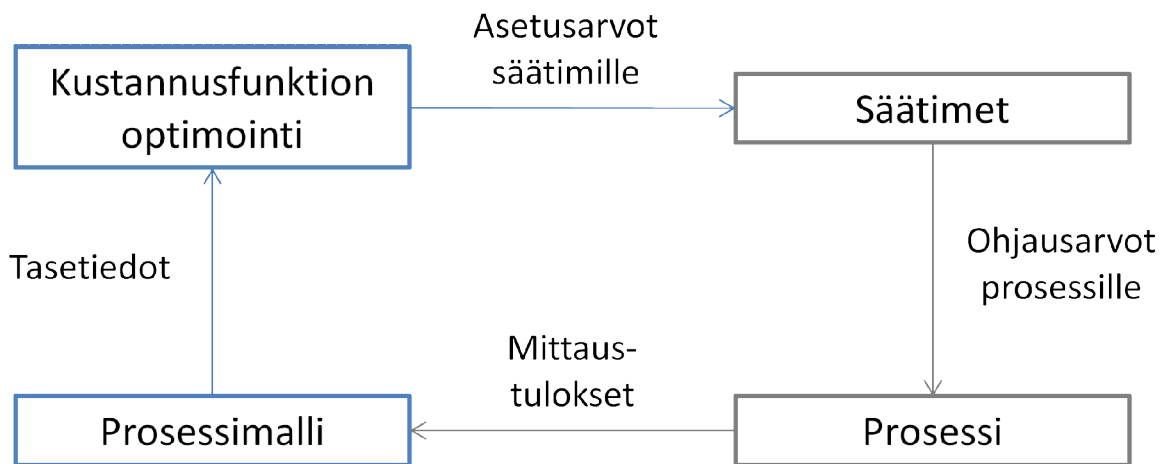 Asetusarvot
säätimille
Kustannusfunktion
optimointi
Säätimet
Tasetiedot
Ohjausarvot
prosessille
Mittaus-
tulokset
Prosessimalli
Prosessi